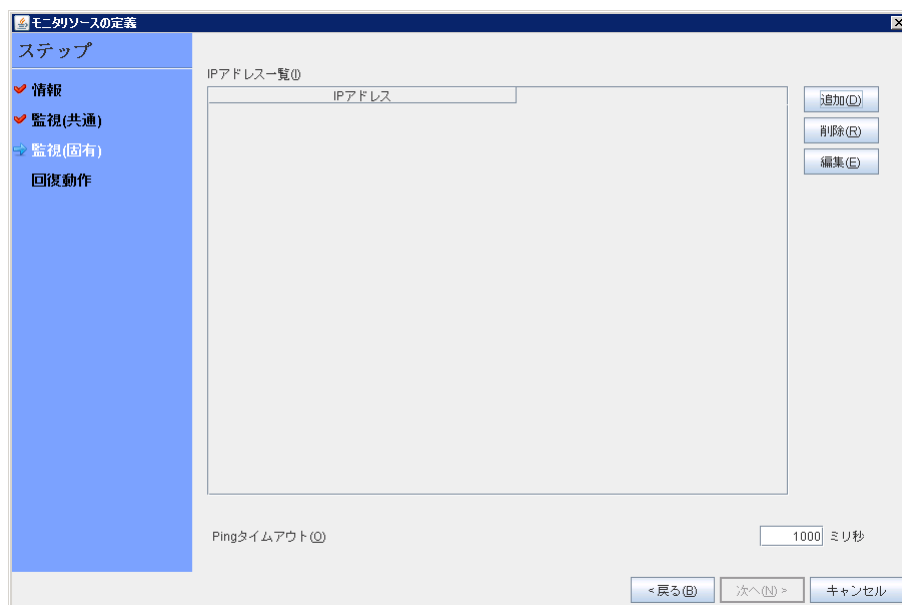 モニタリソースの定義
ステップ
情報
監視(共通)
監視(固有)
回復動作
IPアドレス一覧(I)
IPアドレス
追加(D)
削除(R)
編集(E)
Pingタイムアウト(O)
1000 ミリ秒
<戻る(B)
次へ(N) >
キャンセル